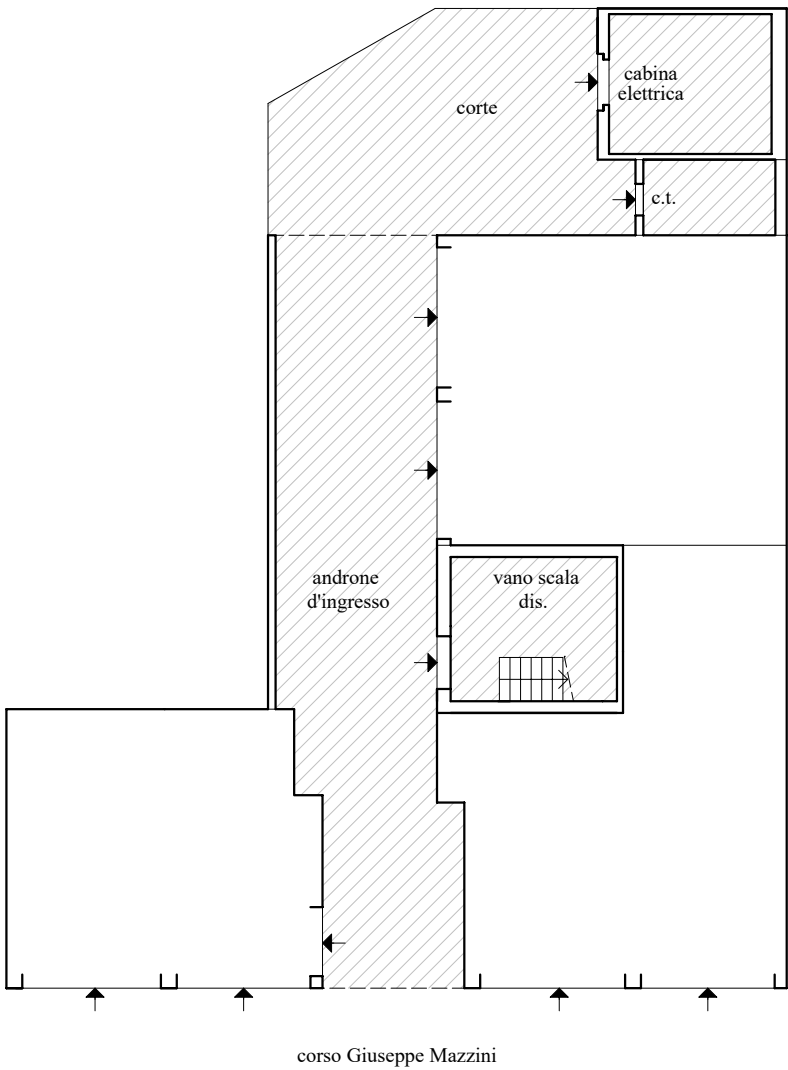 cabina
elettrica
corte
c.t.
androne
d'ingresso
vano scala
dis.
corso Giuseppe Mazzini